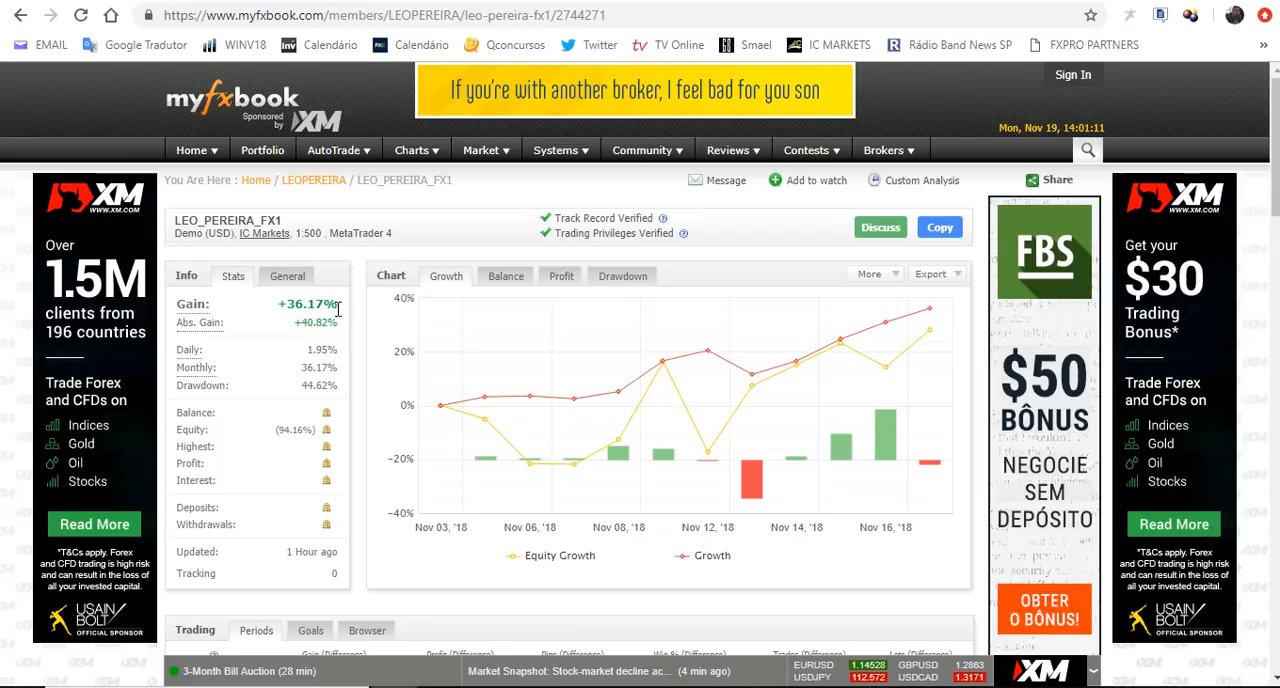 https://www.myfxbook.com/members/LEOPEREIRA/leo-pereira-fx1/2744271
EMAIL Google Tradutor WINV18 Calendário Calendário Qconcursos Twitter TV Online Smael IC MARKETS Rádio Band News SP FXPRO PARTNERS »
myfxbook
Sponsored by XM
If you're with another broker, I feel bad for you son
Sign In
Mon, Nov 19, 14:01:11
Home Portfolio AutoTrade Charts Market Systems Community Reviews Contests Brokers
You Are Here : Home / LEOPEREIRA / LEO_PEREIRA_FX1
Message Add to watch Custom Analysis Share
XM
WWW.XM.COM
Over
1.5M
clients from
196 countries
Trade Forex
and CFDs on
Indices
Gold
Oil
Stocks
Read More
*T&Cs apply. Forex
and CFD trading is high risk
and can result in the loss of
all your invested capital.
USAIN
BOLT
OFFICIAL SPONSOR
LEO_PEREIRA_FX1
Demo (USD), IC Markets, 1:500 , MetaTrader 4
Track Record Verified
Trading Privileges Verified
Discuss Copy
Info Stats General
Gain: +36.17%
Abs. Gain: +40.82%
Daily: 1.95%
Monthly: 36.17%
Drawdown: 44.62%
Balance:
Equity: (94.16%)
Highest:
Profit:
Interest:
Deposits:
Withdrawals:
Updated: 1 Hour ago
Tracking 0
Chart Growth Balance Profit Drawdown More Export
40%
20%
0%
-20%
-40%
Nov 03, '18 Nov 06, '18 Nov 08, '18 Nov 12, '18 Nov 14, '18 Nov 16, '18
Equity Growth Growth
FBS
$50
BÔNUS
NEGOCIE
SEM
DEPÓSITO
OBTER
O BÔNUS!
XM
WWW.XM.COM
Get your
$30
Trading
Bonus*
Trade Forex
and CFDs on
Indices
Gold
Oil
Stocks
Read More
*T&Cs apply. Forex
and CFD trading is high risk
and can result in the loss of
all your invested capital.
USAIN
BOLT
OFFICIAL SPONSOR
Trading Periods Goals Browser
Gain (Difference) Profit (Difference) Pips (Difference) Win % (Difference) Trades (Difference) Lots (Difference)
3-Month Bill Auction (28 min)
Market Snapshot: Stock-market decline ac... (4 min ago)
EURUSD 1.14528 GBPUSD 1.2863
USDJPY 112.572 USDCAD 1.3171
XM